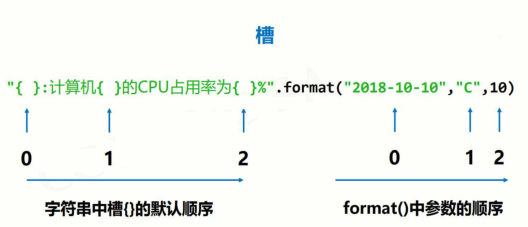 槽
"{ }:计算机{ }的CPU占用率为{ }%".format("2018-10-10","C",10)
0 1 2 0 1 2
字符串中槽{}的默认顺序 format()中参数的顺序